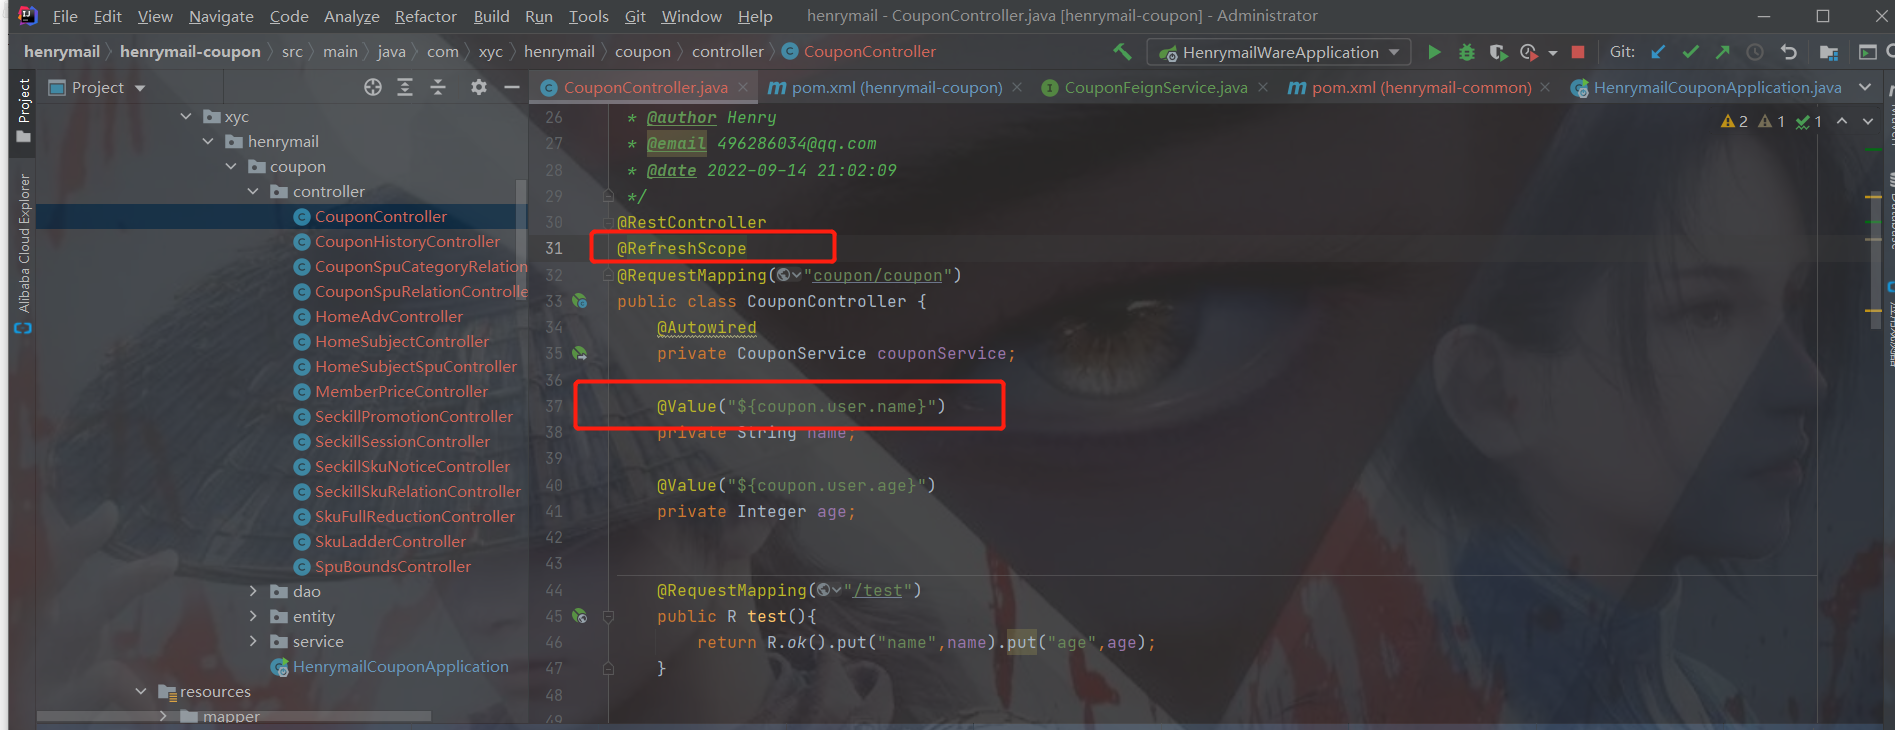 File Edit View Navigate Code Analyze Refactor Build Run Tools Git Window Help henrymail - CouponController.java [henrymail-coupon] - Administrator
henrymail henrymail-coupon src main java com xyc henrymail coupon controller CouponController HenrymailWareApplication Git:
Project CouponController.java pom.xml (henrymail-coupon) CouponFeignService.java pom.xml (henrymail-common) HenrymailCouponApplication.java
Project
Alibaba Cloud Explorer
xyc
henrymail
coupon
controller
CouponController
CouponHistoryController
CouponSpuCategoryRelation
CouponSpuRelationControlle
HomeAdvController
HomeSubjectController
HomeSubjectSpuController
MemberPriceController
SeckillPromotionController
SeckillSessionController
SeckillSkuNoticeController
SeckillSkuRelationController
SkuFullReductionController
SkuLadderController
SpuBoundsController
dao
entity
service
HenrymailCouponApplication
resources
mapper
2 1 1
26 * @author Henry
27 * @email 496286034@qq.com
28 * @date 2022-09-14 21:02:09
29 */
30 @RestController
31 @RefreshScope
32 @RequestMapping("coupon/coupon")
33 public class CouponController {
34 @Autowired
35 private CouponService couponService;
36
37 @Value("${coupon.user.name}")
38 private String name;
39
40 @Value("${coupon.user.age}")
41 private Integer age;
42
43
44 @RequestMapping("/test")
45 public R test(){
46 return R.ok().put("name",name).put("age",age);
47 }
48
49